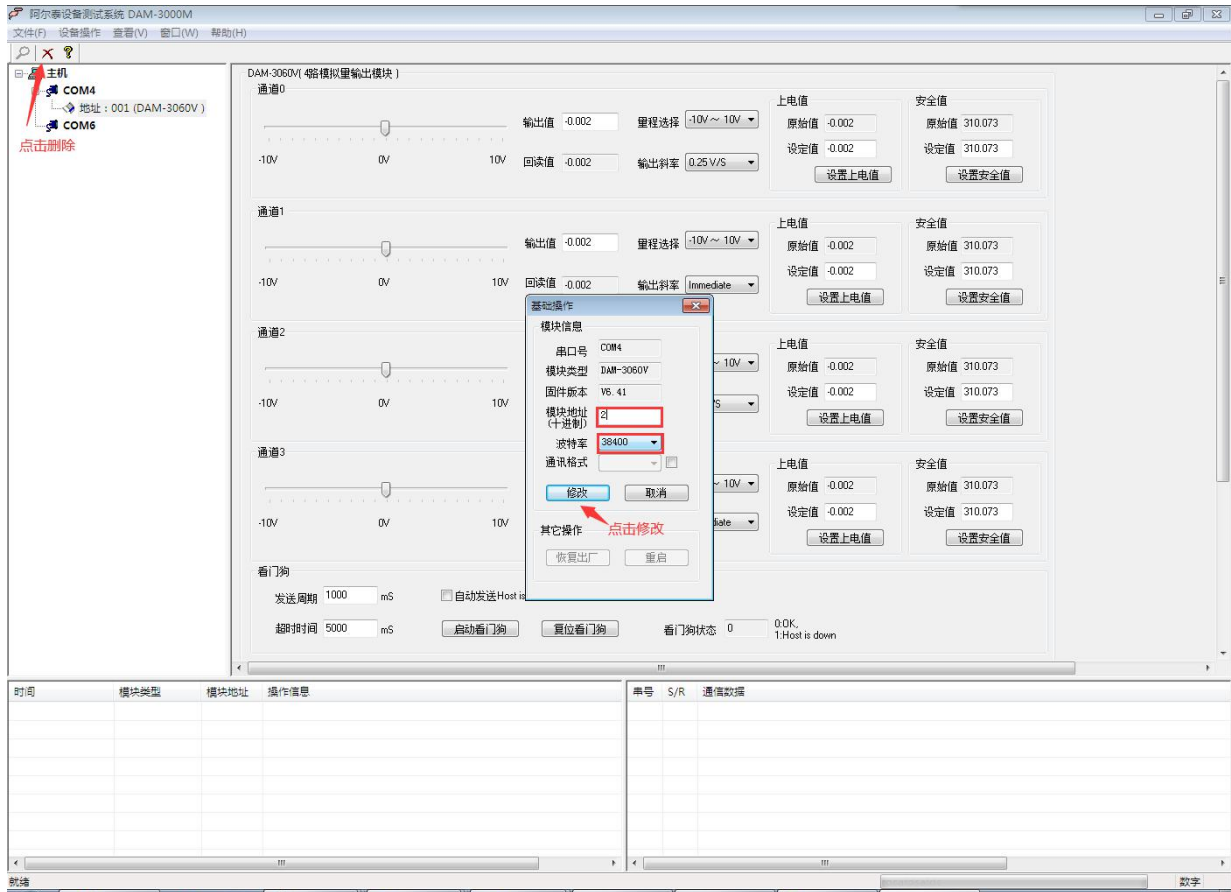 阿尔泰设备测试系统 DAM-3000M
文件(F) 设备操作 查看(V) 窗口(W) 帮助(H)
主机
COM4
地址：001 (DAM-3060V )
COM6
点击删除
DAM-3060V( 4路模拟量输出模块 )
通道0
-10V 0V 10V
输出值 -0.002 量程选择 -10V ～ 10V
回读值 -0.002 输出斜率 0.25 V/S
上电值
原始值 -0.002
设定值 -0.002
设置上电值
安全值
原始值 310.073
设定值 310.073
设置安全值
通道1
-10V 0V 10V
输出值 -0.002 量程选择 -10V ～ 10V
回读值 -0.002 输出斜率 Immediate
上电值
原始值 -0.002
设定值 -0.002
设置上电值
安全值
原始值 310.073
设定值 310.073
设置安全值
通道2
-10V 0V 10V
～ 10V
/S
上电值
原始值 -0.002
设定值 -0.002
设置上电值
安全值
原始值 310.073
设定值 310.073
设置安全值
通道3
-10V 0V 10V
～ 10V
diate
上电值
原始值 -0.002
设定值 -0.002
设置上电值
安全值
原始值 310.073
设定值 310.073
设置安全值
基础操作
模块信息
串口号 COM4
模块类型 DAM-3060V
固件版本 V6.41
模块地址 2
(十进制)
波特率 38400
通讯格式
修改 取消
点击修改
其它操作
恢复出厂 重启
看门狗
发送周期 1000 mS 自动发送Host is
超时时间 5000 mS 启动看门狗 复位看门狗 看门狗状态 0
0:OK,
1:Host is down
时间 模块类型 模块地址 操作信息
串号 S/R 通信数据
就绪 数字